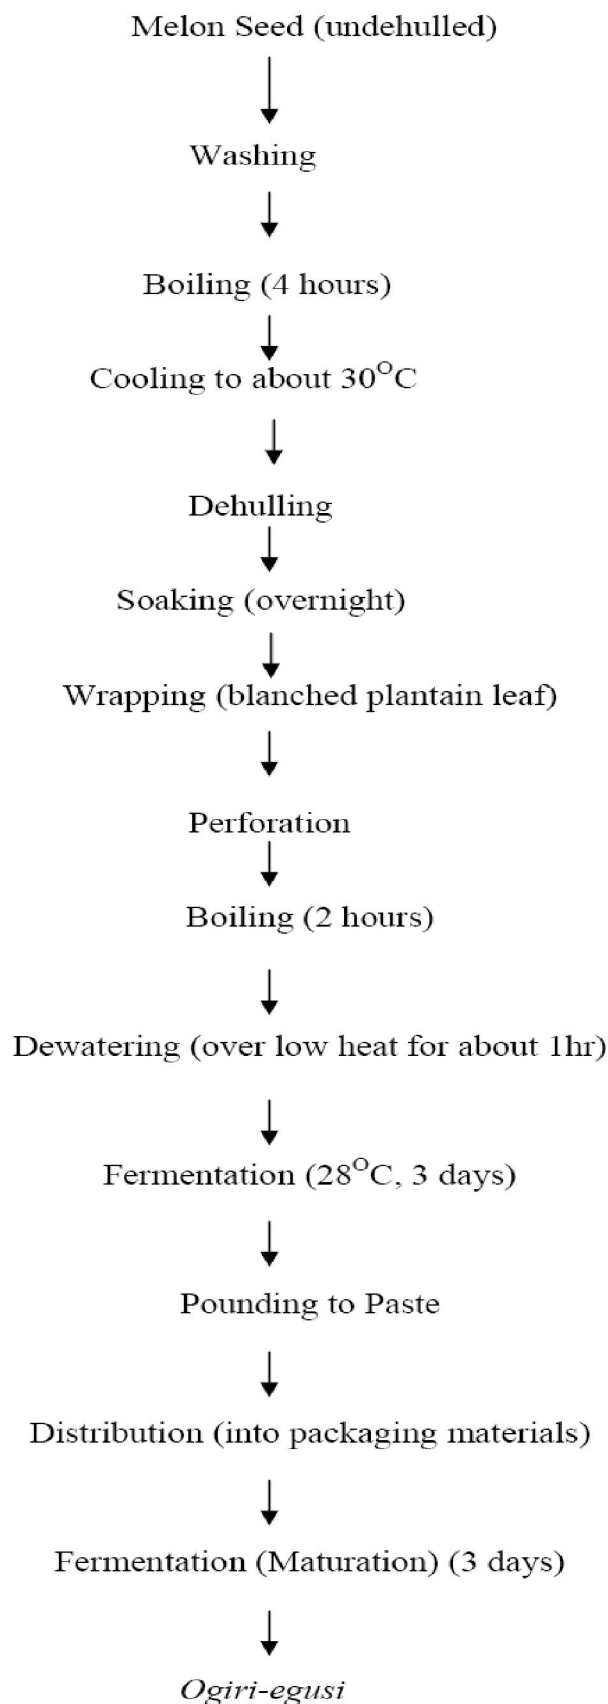 Melon Seed (undehulled)
Washing
Boiling (4 hours)
Cooling to about 30°C
Dehulling
Soaking (overnight)
Wrapping (blanched plantain leaf)
Perforation
Boiling (2 hours)
Dewatering (over low heat for about 1hr)
Fermentation (28°C, 3 days)
Pounding to Paste
Distribution (into packaging materials)
Fermentation (Maturation) (3 days)
Ogiri-egusi